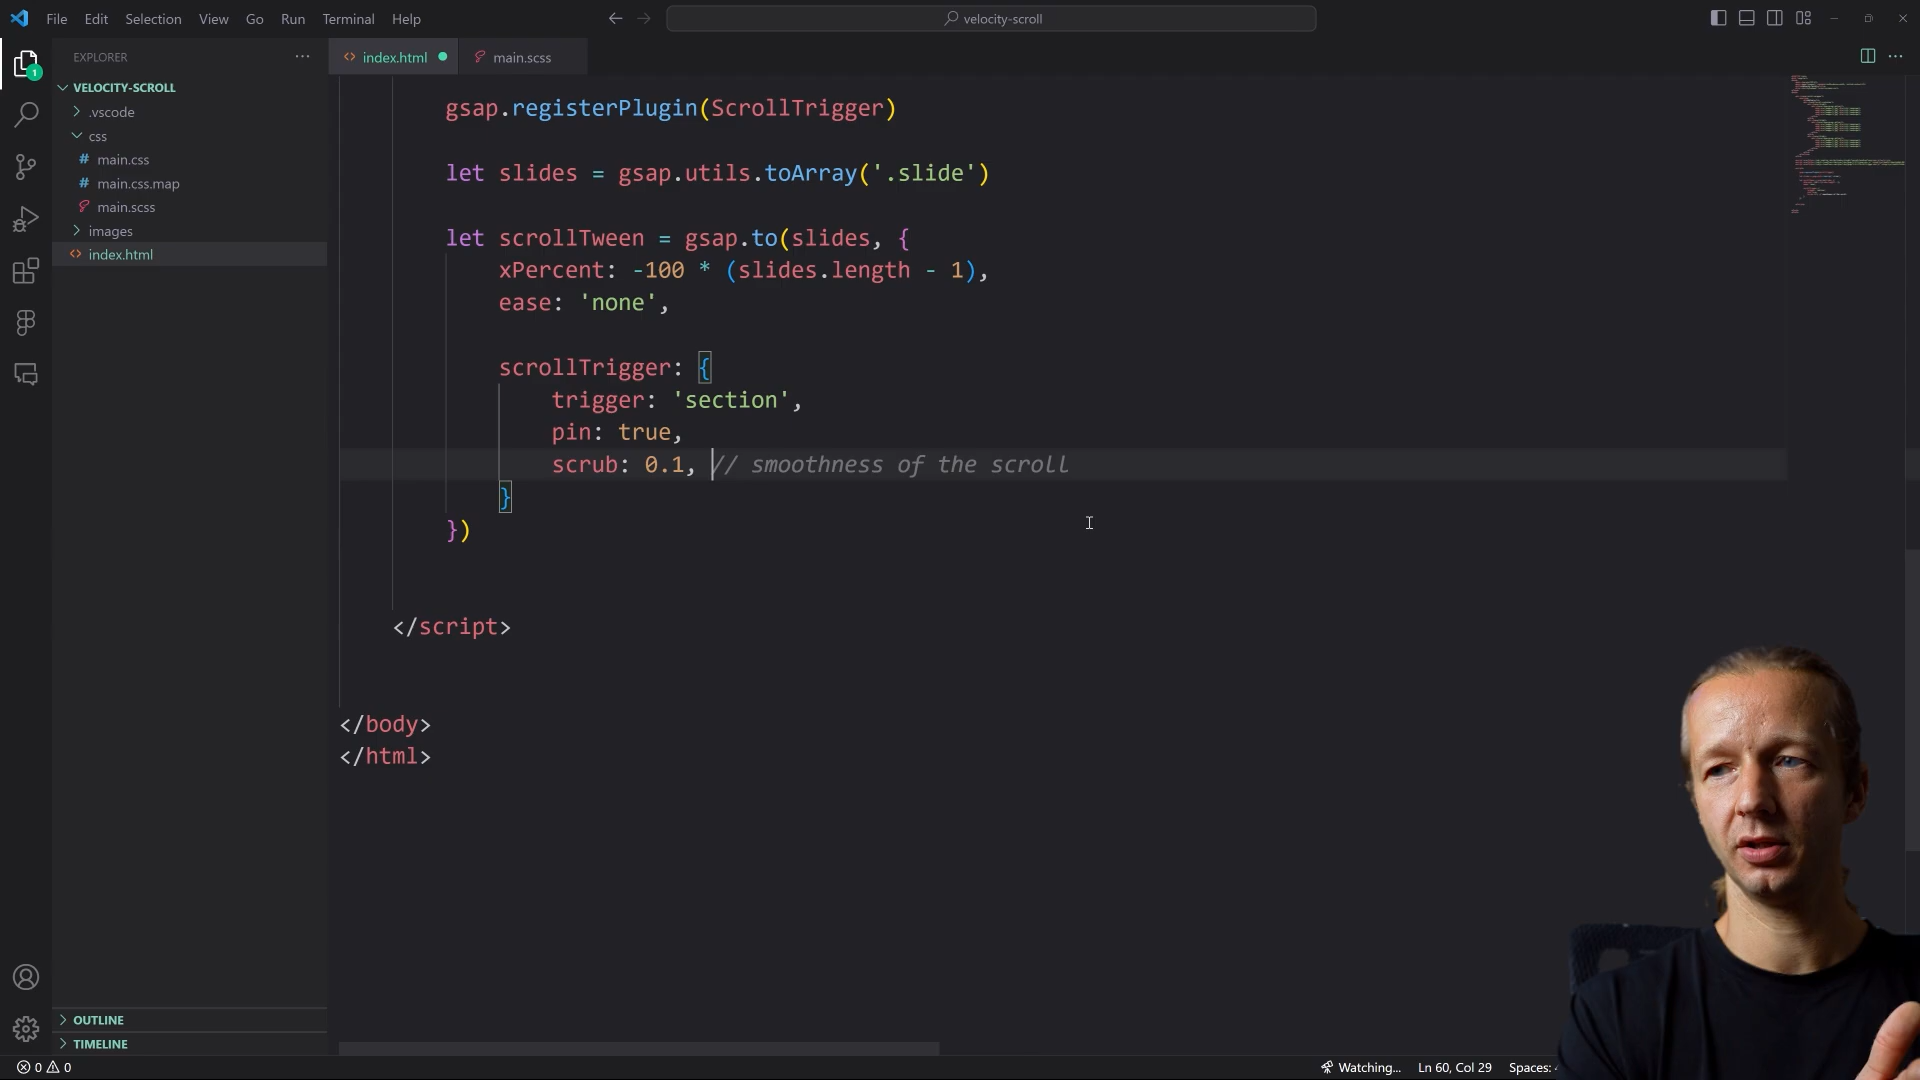 File Edit Selection View Go Run Terminal Help
velocity-scroll
EXPLORER
index.html
main.scss
VELOCITY-SCROLL
.vscode
css
main.css
main.css.map
main.scss
images
index.html
gsap.registerPlugin(ScrollTrigger)
let slides = gsap.utils.toArray('.slide')
let scrollTween = gsap.to(slides, {
xPercent: -100 * (slides.length - 1),
ease: 'none',
scrollTrigger: {
trigger: 'section',
pin: true,
scrub: 0.1, // smoothness of the scroll
}
})
</script>
</body>
</html>
1
OUTLINE
TIMELINE
0 0
Watching... Ln 60, Col 29 Spaces: